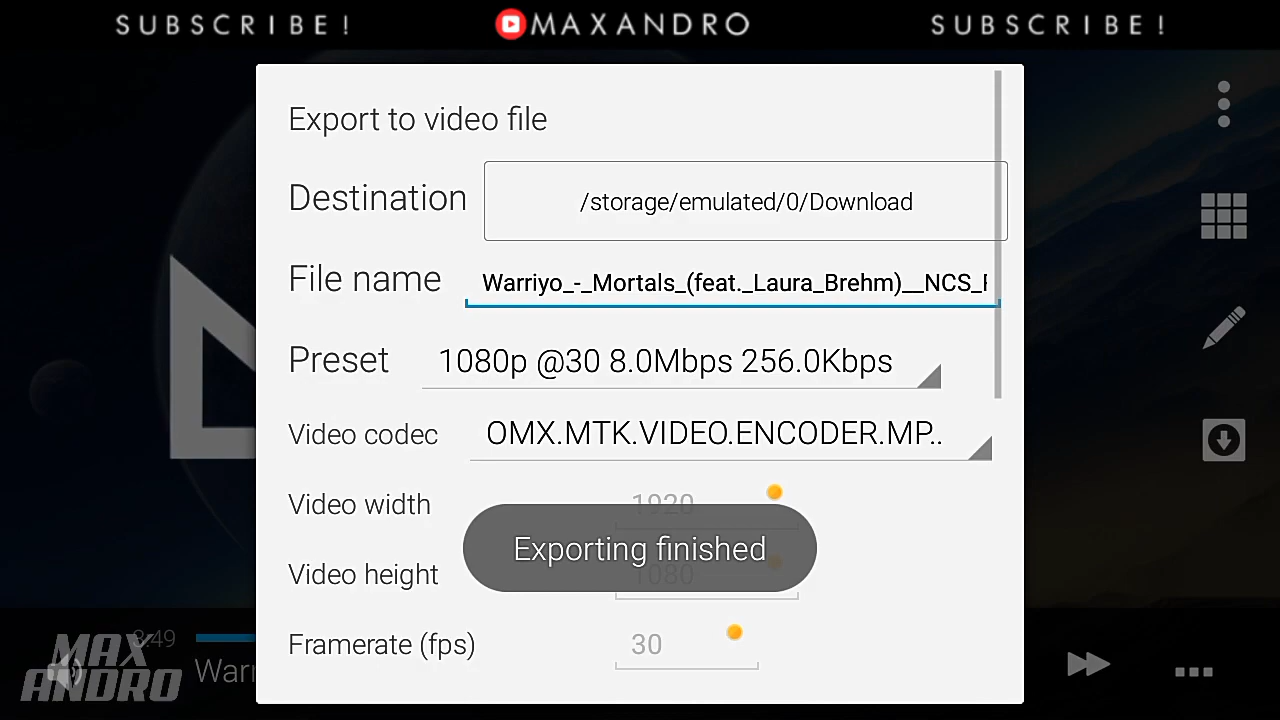 SUBSCRIBE! MAXANDRO SUBSCRIBE!
Export to video file
Destination /storage/emulated/0/Download
File name Warriyo_-_Mortals_(feat._Laura_Brehm)__NCS_
Preset 1080p @30 8.0Mbps 256.0Kbps
Video codec OMX.MTK.VIDEO.ENCODER.MP..
Video width 1920
Exporting finished
Video height 1080
Framerate (fps) 30
3:49
MAX
ANDRO
Warr